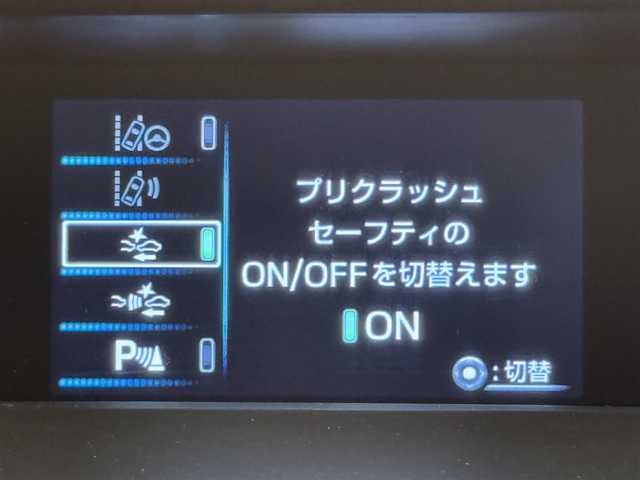 プリクラッシュ
セーフティの
ON/OFFを切替えます
ON
:切替
P